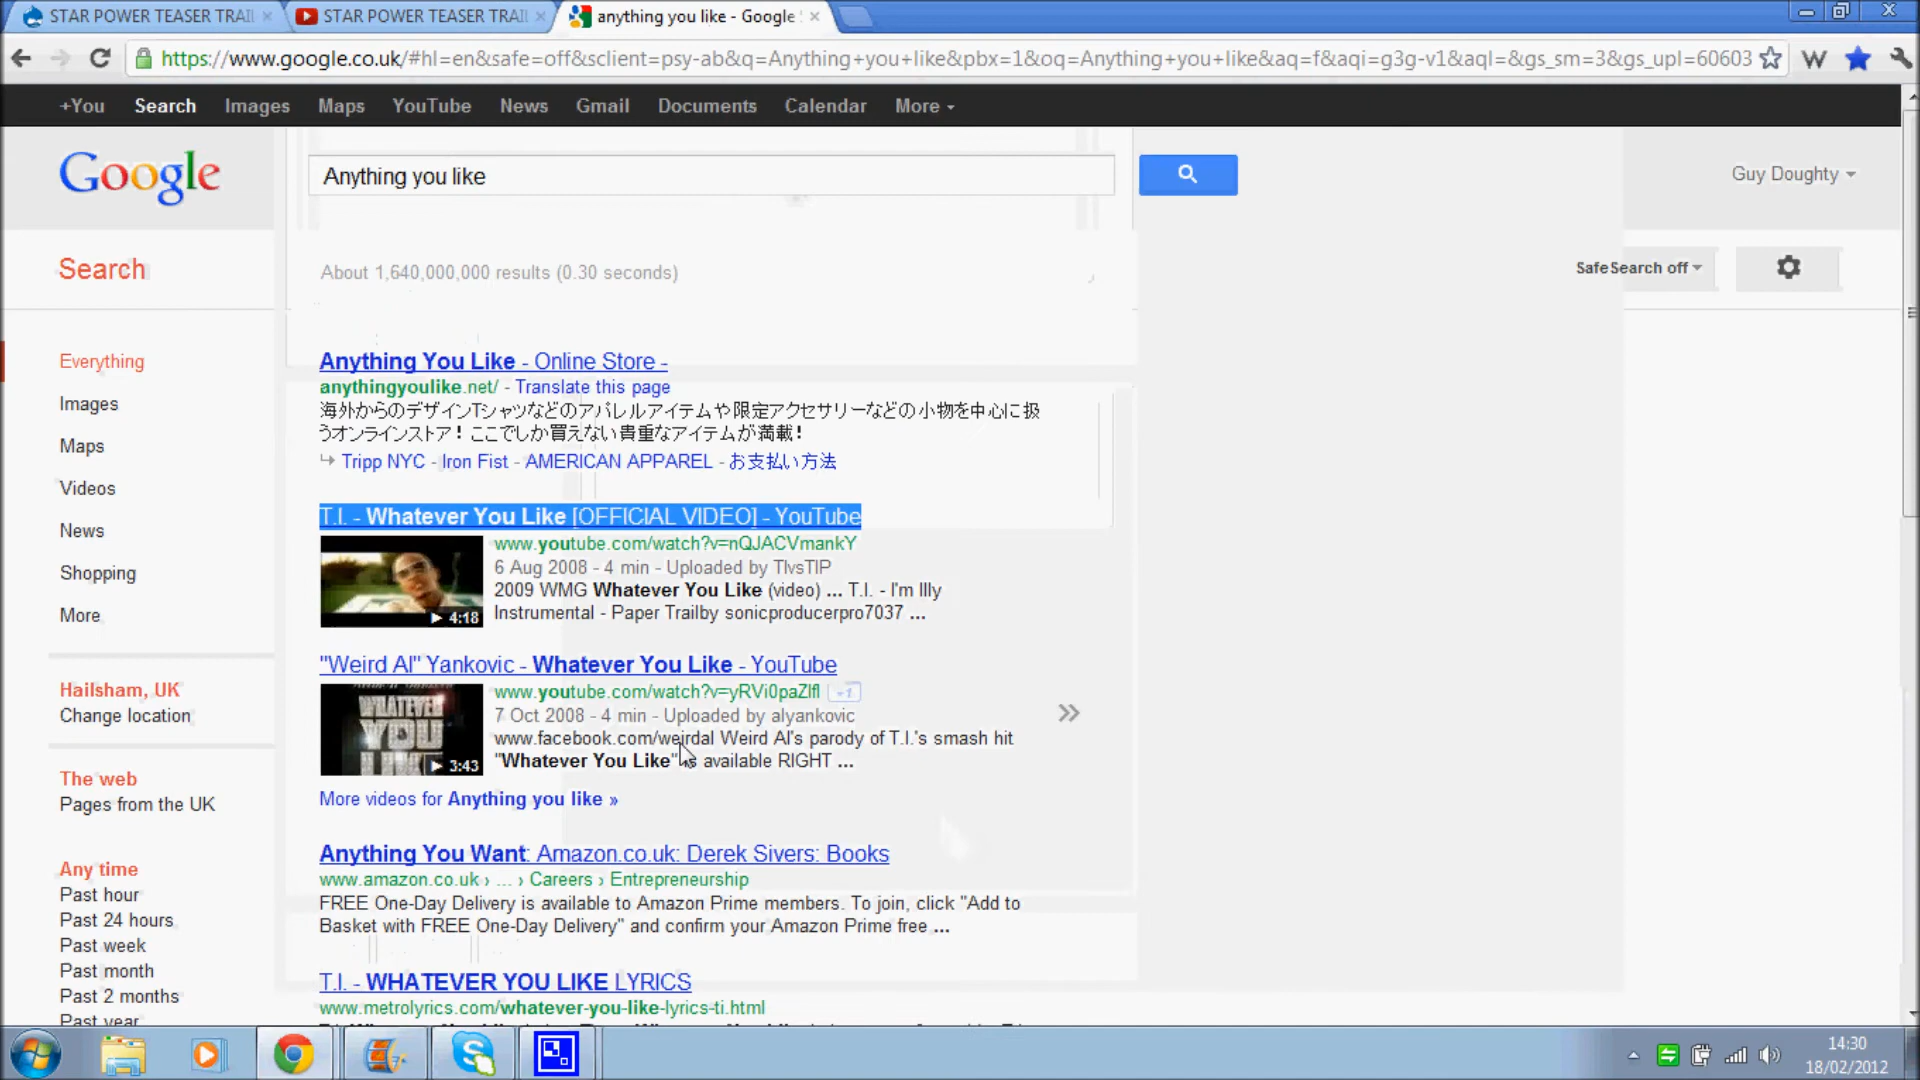 STAR POWER TEASER TRAIL
STAR POWER TEASER TRAIL
anything you like - Google
https://www.google.co.uk/#hl=en&safe=off&sclient=psy-ab&q=Anything+you+like&pbx=1&oq=Anything+you+like&aq=f&aqi=g3g-v1&aql=&gs_sm=3&gs_upl=60603
W
+You Search Images Maps YouTube News Gmail Documents Calendar More
Google
Anything you like
Guy Doughty
Search
About 1,640,000,000 results (0.30 seconds)
SafeSearch off
Everything
Images
Maps
Videos
News
Shopping
More
Hailsham, UK
Change location
The web
Pages from the UK
Any time
Past hour
Past 24 hours
Past week
Past month
Past 2 months
Past year
Anything You Like - Online Store -
anythingyoulike.net/ - Translate this page
海外からのデザインTシャツなどのアパレルアイテムや限定アクセサリーなどの小物を中心に扱
うオンラインストア！ここでしか買えない貴重なアイテムが満載！
Tripp NYC - Iron Fist - AMERICAN APPAREL - お支払い方法
T.I. - Whatever You Like [OFFICIAL VIDEO] - YouTube
www.youtube.com/watch?v=nQJACVmankY
6 Aug 2008 - 4 min - Uploaded by TIvsTIP
2009 WMG Whatever You Like (video) ... T.I. - I'm Illy
Instrumental - Paper Trailby sonicproducerpro7037 ...
4:18
"Weird Al" Yankovic - Whatever You Like - YouTube
www.youtube.com/watch?v=yRVi0paZlfI +1
7 Oct 2008 - 4 min - Uploaded by alyankovic
www.facebook.com/weirdal Weird Al's parody of T.I.'s smash hit
"Whatever You Like" is available RIGHT ...
WHATEVER
YOU
LIKE
3:43
More videos for Anything you like »
Anything You Want: Amazon.co.uk: Derek Sivers: Books
www.amazon.co.uk › ... › Careers › Entrepreneurship
FREE One-Day Delivery is available to Amazon Prime members. To join, click "Add to
Basket with FREE One-Day Delivery" and confirm your Amazon Prime free ...
T.I. - WHATEVER YOU LIKE LYRICS
www.metrolyrics.com/whatever-you-like-lyrics-ti.html
14:30
18/02/2012